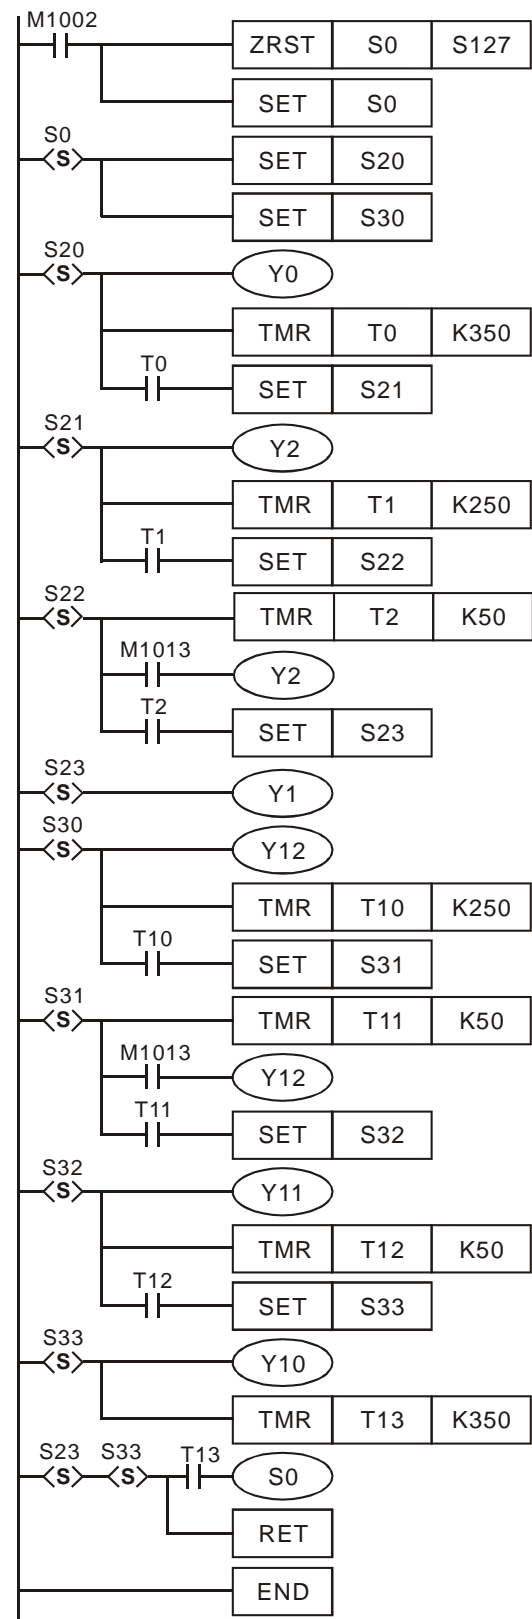 M1002
ZRST S0 S127
SET S0
S0
S SET S20
SET S30
S20
S Y0
TMR T0 K350
T0
SET S21
S21
S Y2
TMR T1 K250
T1
SET S22
S22
S TMR T2 K50
M1013
Y2
T2
SET S23
S23
S Y1
S30
S Y12
TMR T10 K250
T10
SET S31
S31
S TMR T11 K50
M1013
Y12
T11
SET S32
S32
S Y11
TMR T12 K50
T12
SET S33
S33
S Y10
TMR T13 K350
S23 S33 T13
S S S0
RET
END